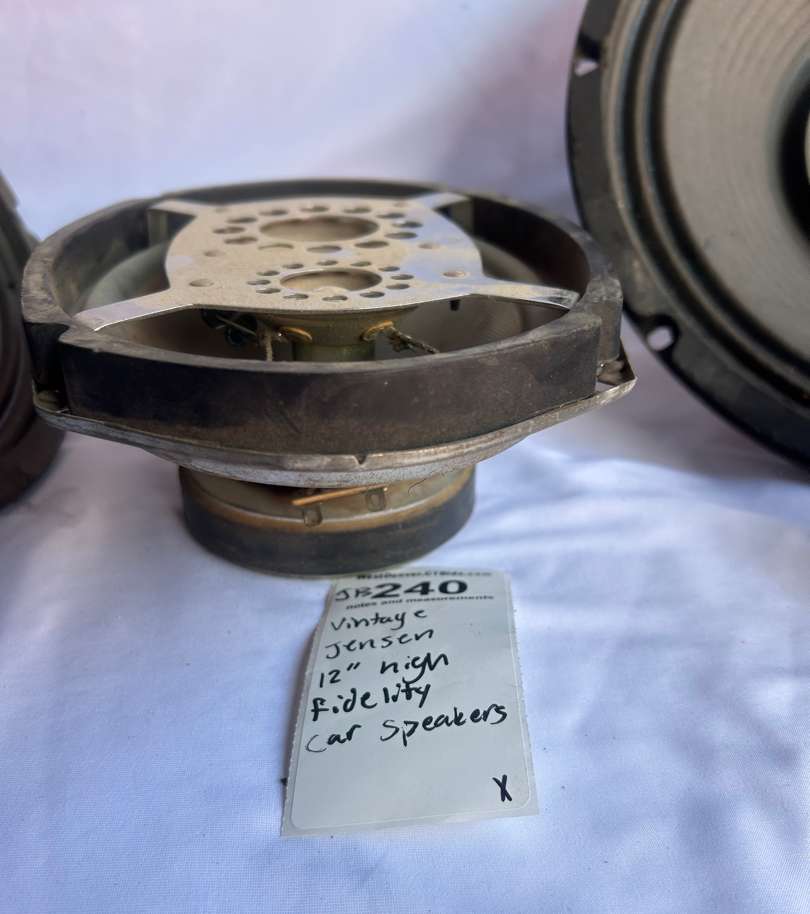 JB240
notes and measurements
Vintage
Jensen
12" high
fidelity
Car Speakers
X